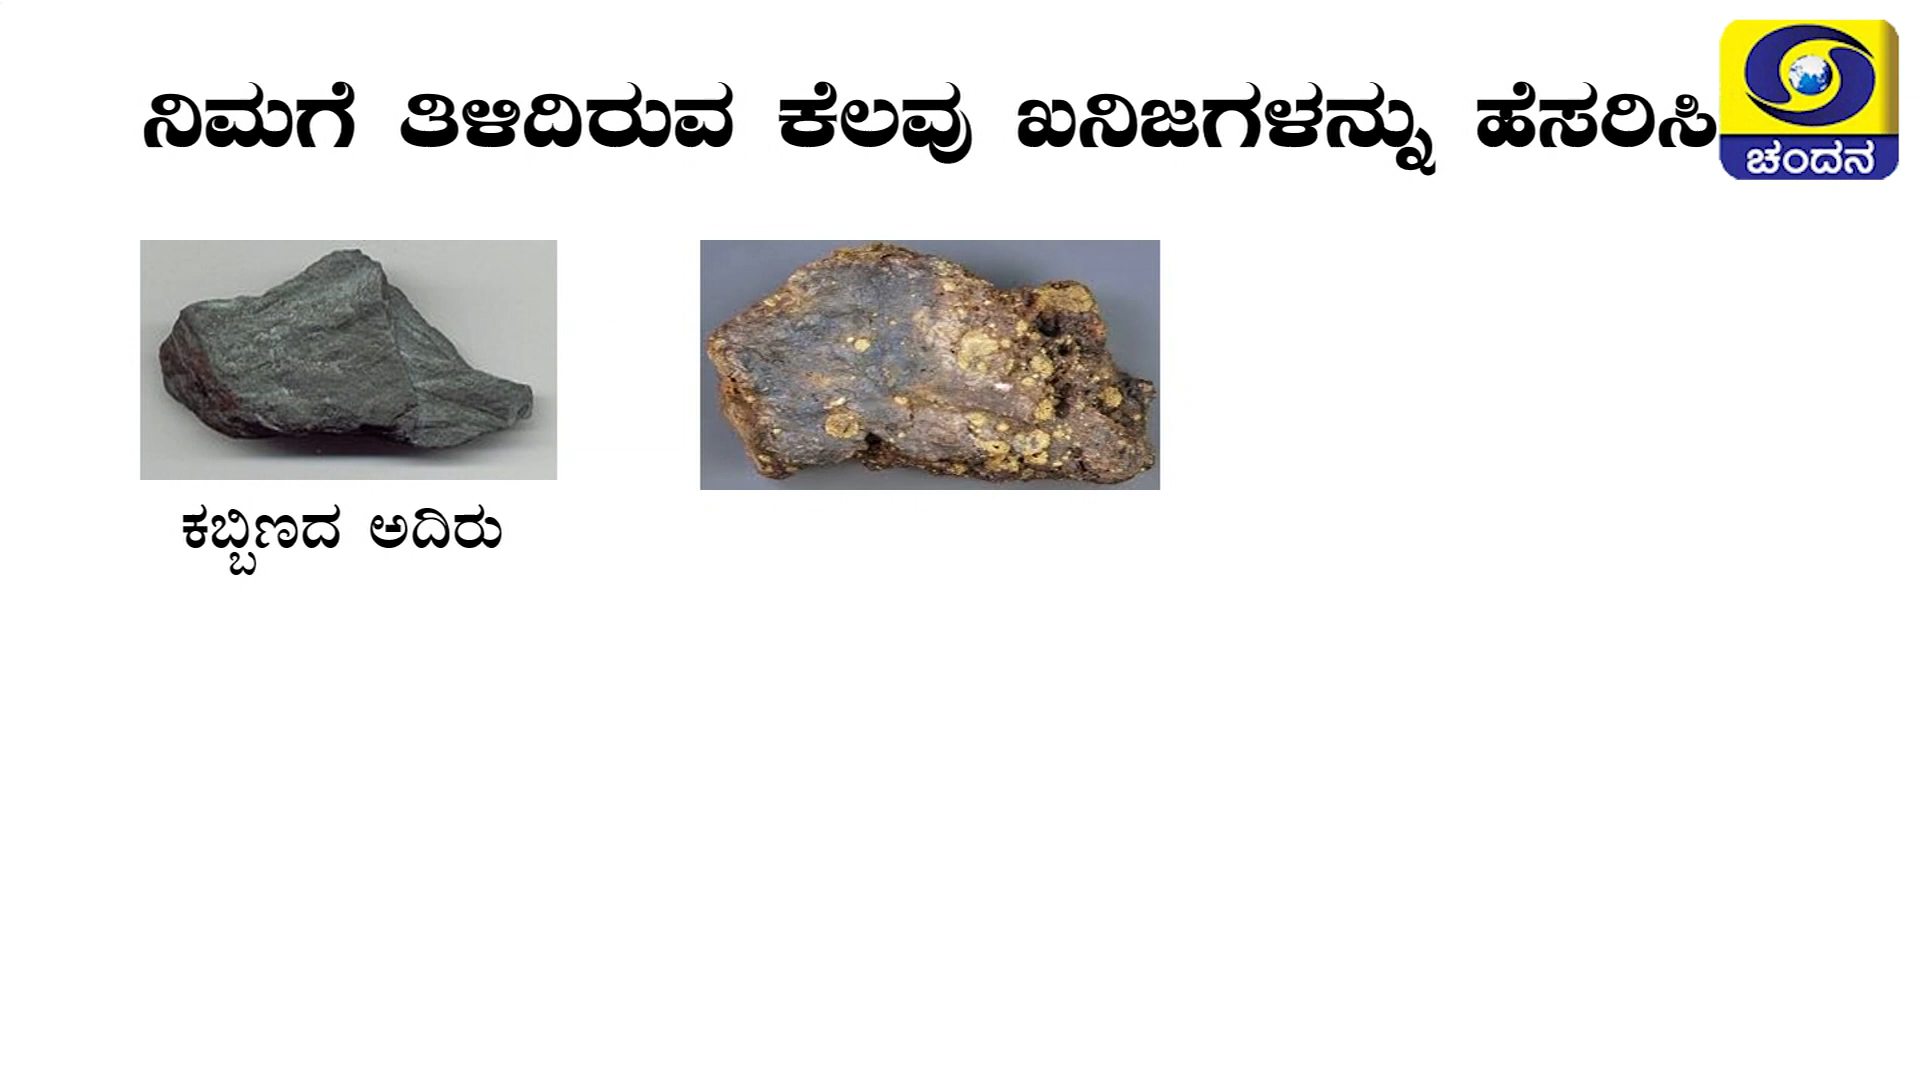 ನಿಮಗೆ ತಿಳಿದಿರುವ ಕೆಲವು ಖನಿಜಗಳನ್ನು ಹೆಸರಿಸಿ
ಚಂದನ
ಕಬ್ಬಿಣದ ಅದಿರು